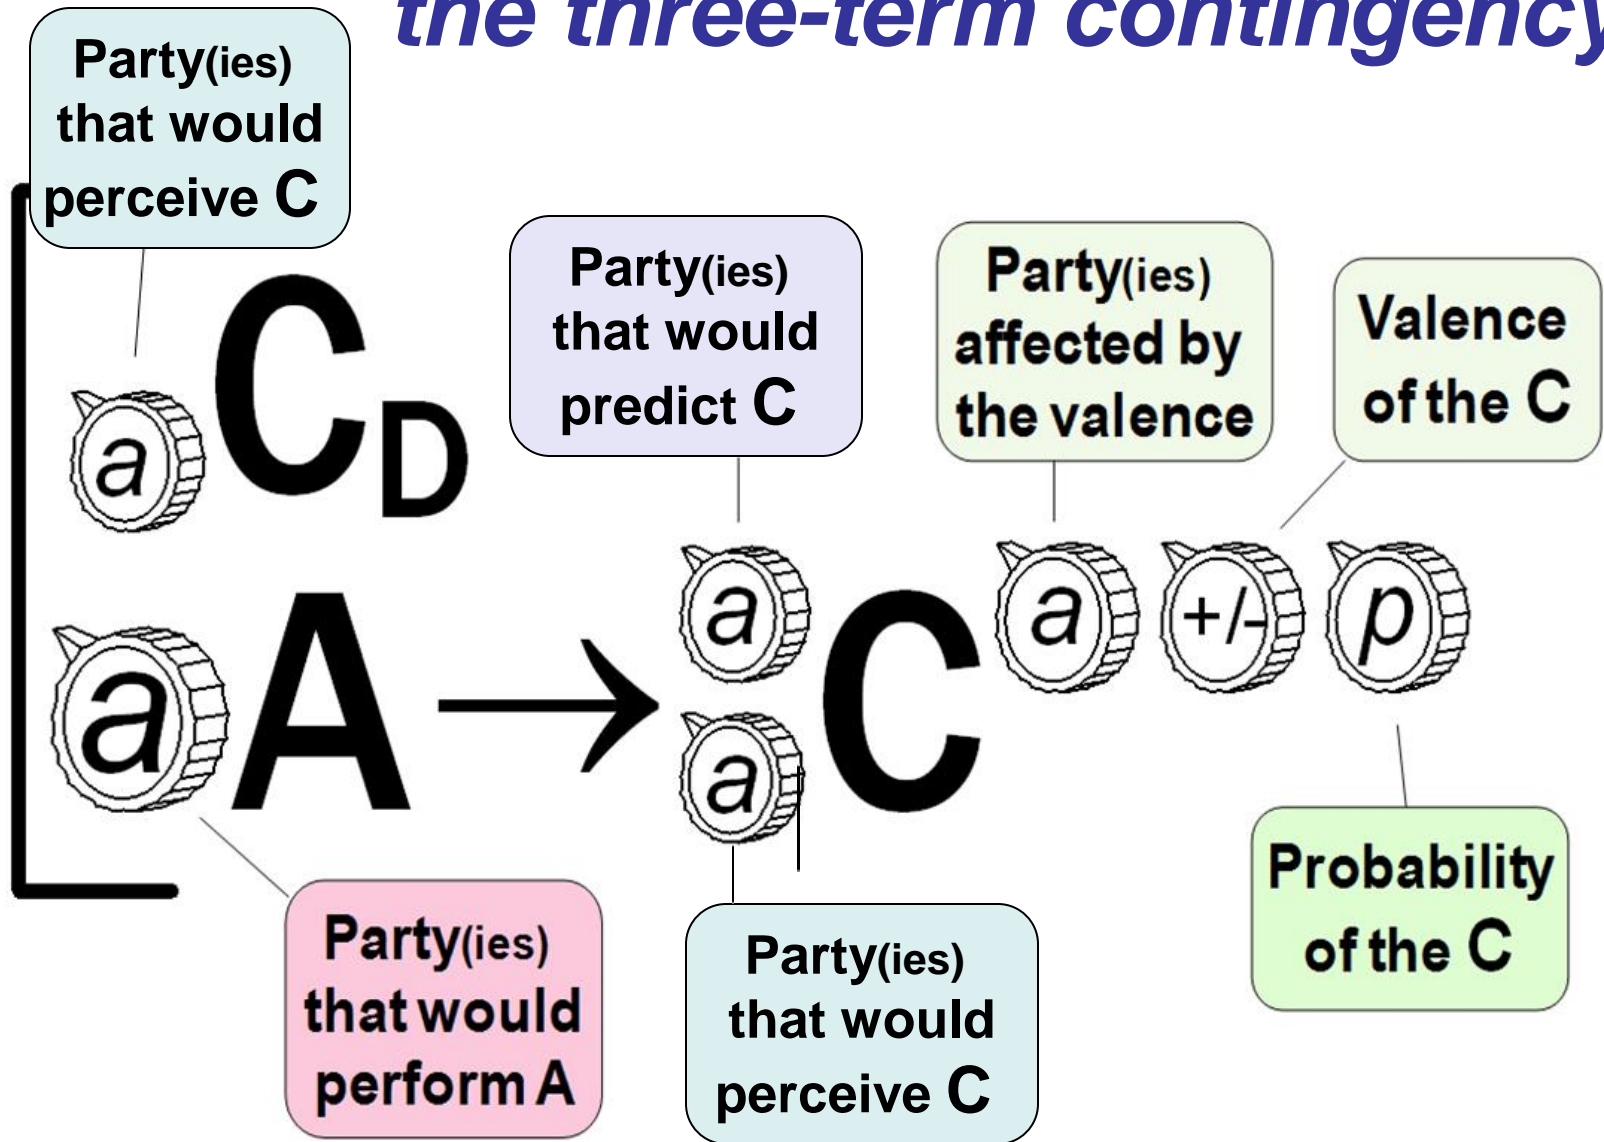 the three-term contingency
Party(ies)
that would
perceive C
Party(ies)
that would
predict C
Party(ies)
affected by
the valence
Valence
of the C
a CD
a A → a a C a +/- p
Party(ies)
that would
perform A
Party(ies)
that would
perceive C
Probability
of the C